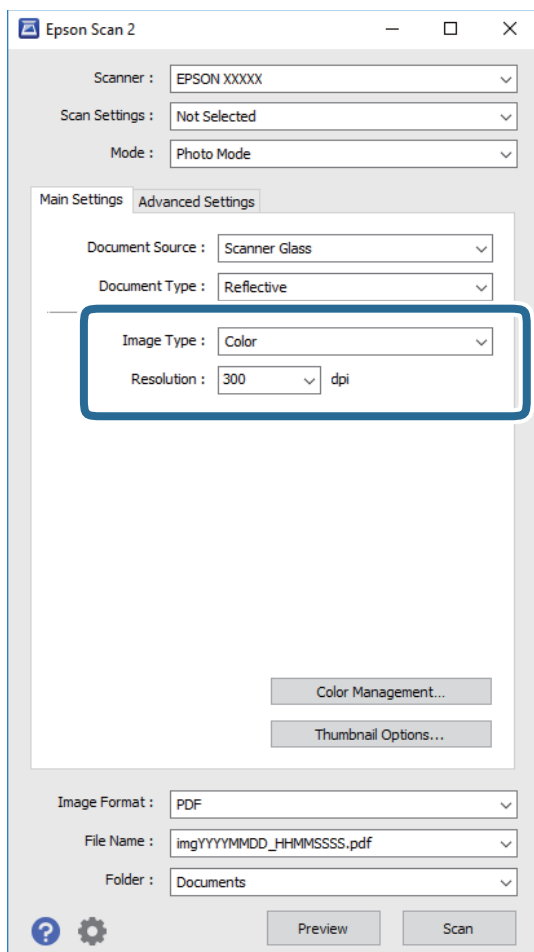 Epson Scan 2
Scanner : EPSON XXXXX
Scan Settings : Not Selected
Mode : Photo Mode
Main Settings Advanced Settings
Document Source : Scanner Glass
Document Type : Reflective
Image Type : Color
Resolution : 300 dpi
Color Management...
Thumbnail Options...
Image Format : PDF
File Name : imgYYYYMMDD_HHMMSSSS.pdf
Folder : Documents
? Preview Scan